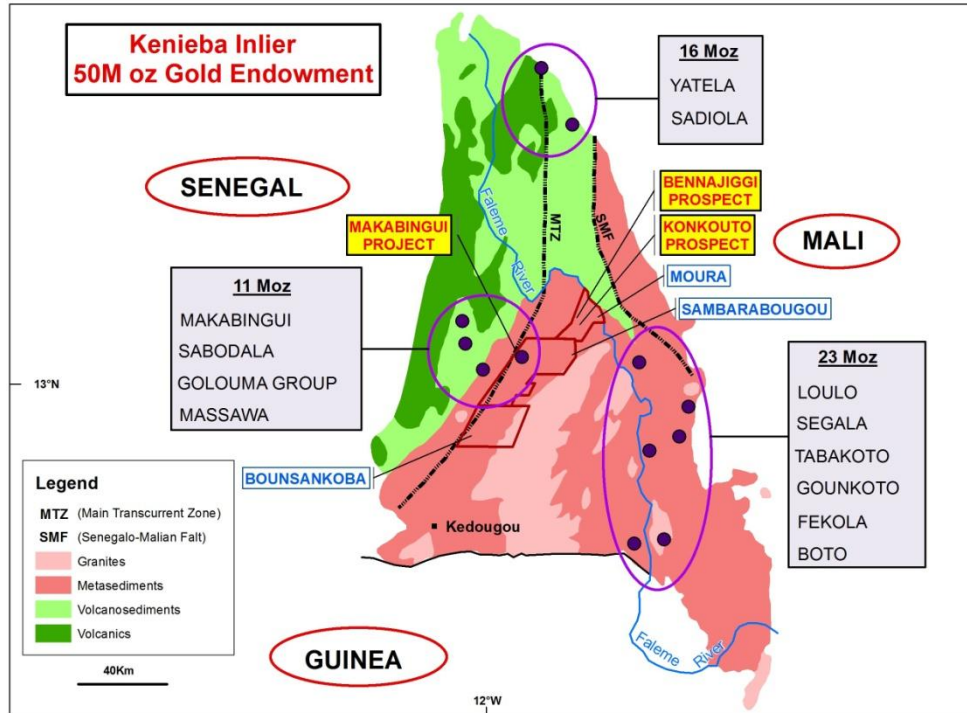 Kenieba Inlier
50M oz Gold Endowment
16 Moz
YATELA
SADIOLA
SENEGAL
Faleme
River
MTZ
SMF
BENNAJIGGI
PROSPECT
KONKOUTO
PROSPECT
MALI
MAKABINGUI
PROJECT
MOURA
SAMBARABOUGOU
11 Moz
MAKABINGUI
SABODALA
GOLOUMA GROUP
MASSAWA
13°N
23 Moz
LOULO
SEGALA
TABAKOTO
GOUNKOTO
FEKOLA
BOTO
BOUNSANKOBA
Kedougou
Legend
MTZ (Main Transcurrent Zone)
SMF (Senegalo-Malian Falt)
Granites
Metasediments
Volcanosediments
Volcanics
40Km
GUINEA
Faleme
River
12°W